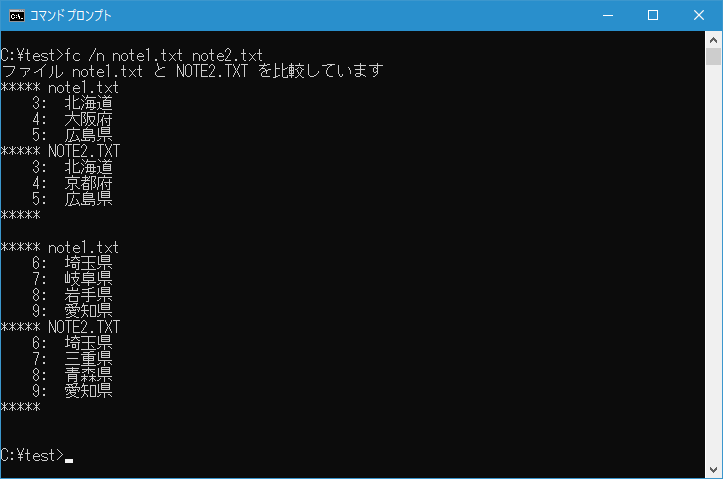 コマンドプロンプト
C:¥test>fc /n note1.txt note2.txt
ファイル note1.txt と NOTE2.TXT を比較しています
***** note1.txt
    3:  北海道
    4:  大阪府
    5:  広島県
***** NOTE2.TXT
    3:  北海道
    4:  京都府
    5:  広島県
*****
***** note1.txt
    6:  埼玉県
    7:  岐阜県
    8:  岩手県
    9:  愛知県
***** NOTE2.TXT
    6:  埼玉県
    7:  三重県
    8:  青森県
    9:  愛知県
*****
C:¥test>